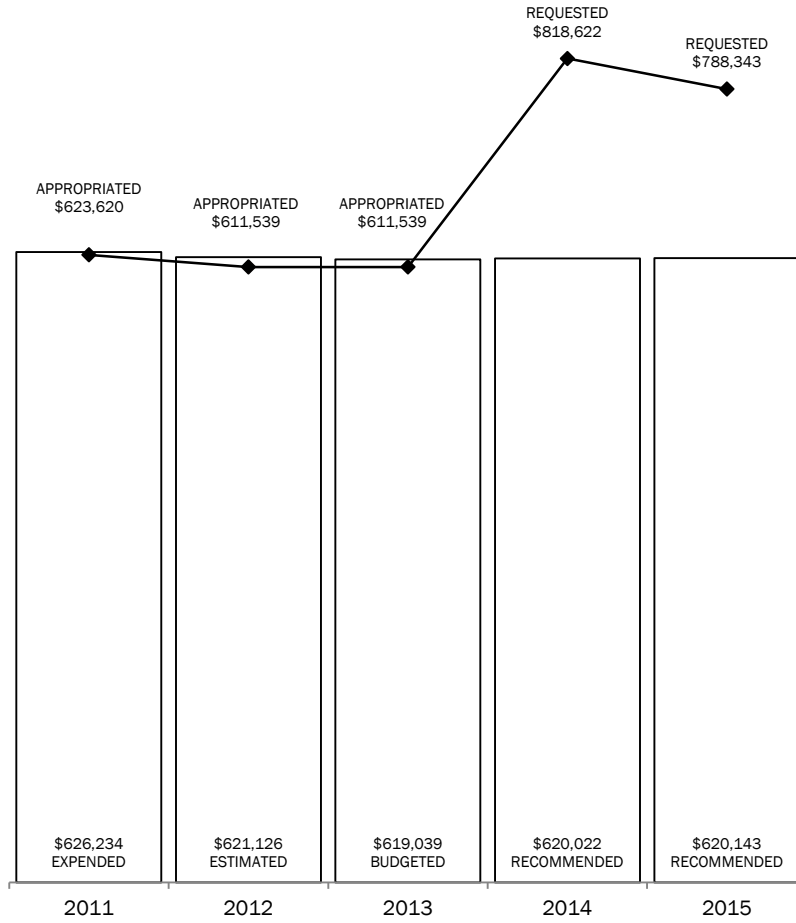 REQUESTED
$818,622
REQUESTED
$788,343
APPROPRIATED
$623,620
APPROPRIATED
$611,539
APPROPRIATED
$611,539
$626,234
EXPENDED
$621,126
ESTIMATED
$619,039
BUDGETED
$620,022
RECOMMENDED
$620,143
RECOMMENDED
2011
2012
2013
2014
2015